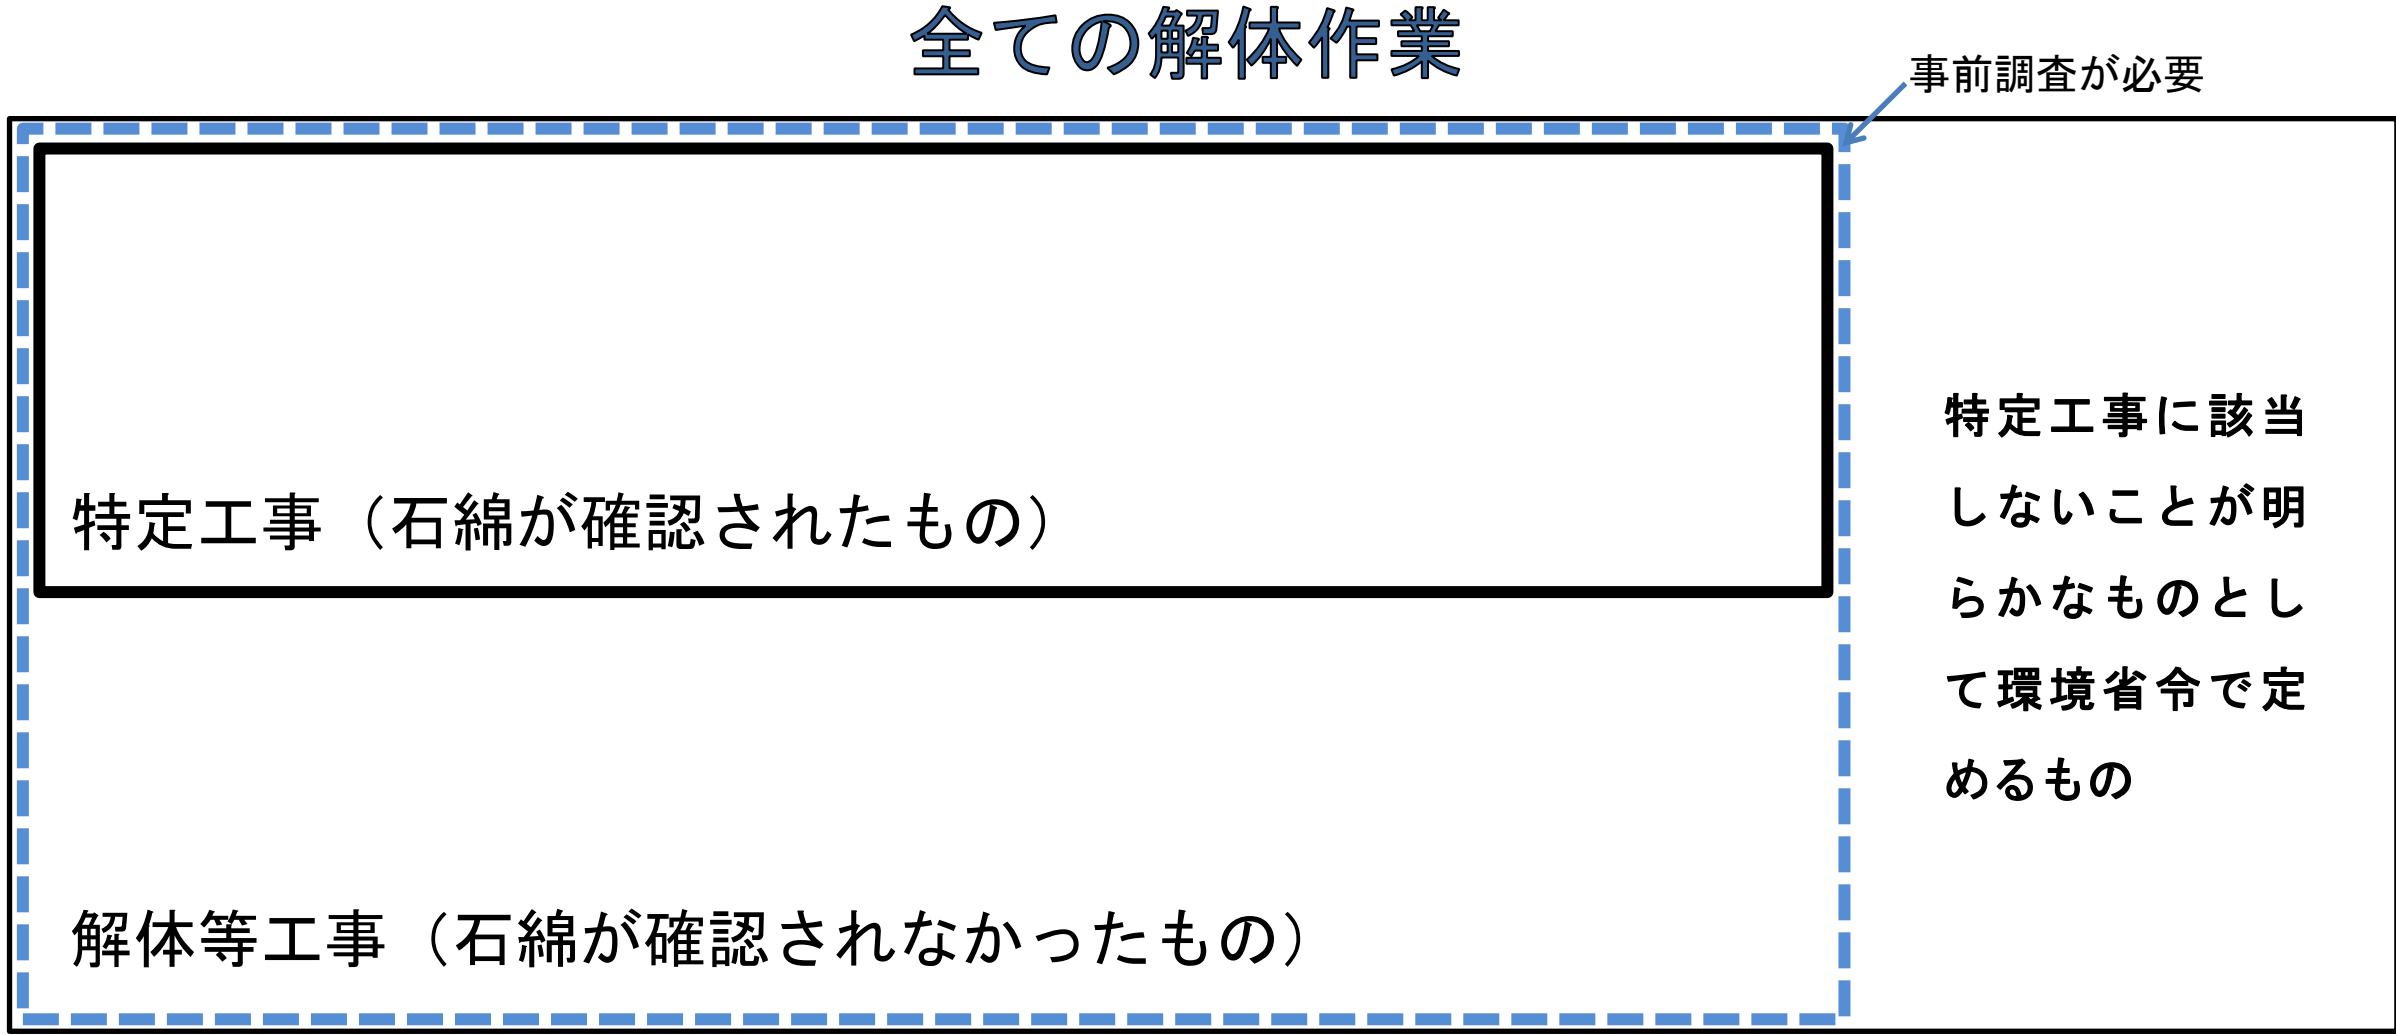 全ての解体作業
事前調査が必要
特定工事（石綿が確認されたもの）
解体等工事（石綿が確認されなかったもの）
特定工事に該当
しないことが明
らかなものとし
て環境省令で定
めるもの